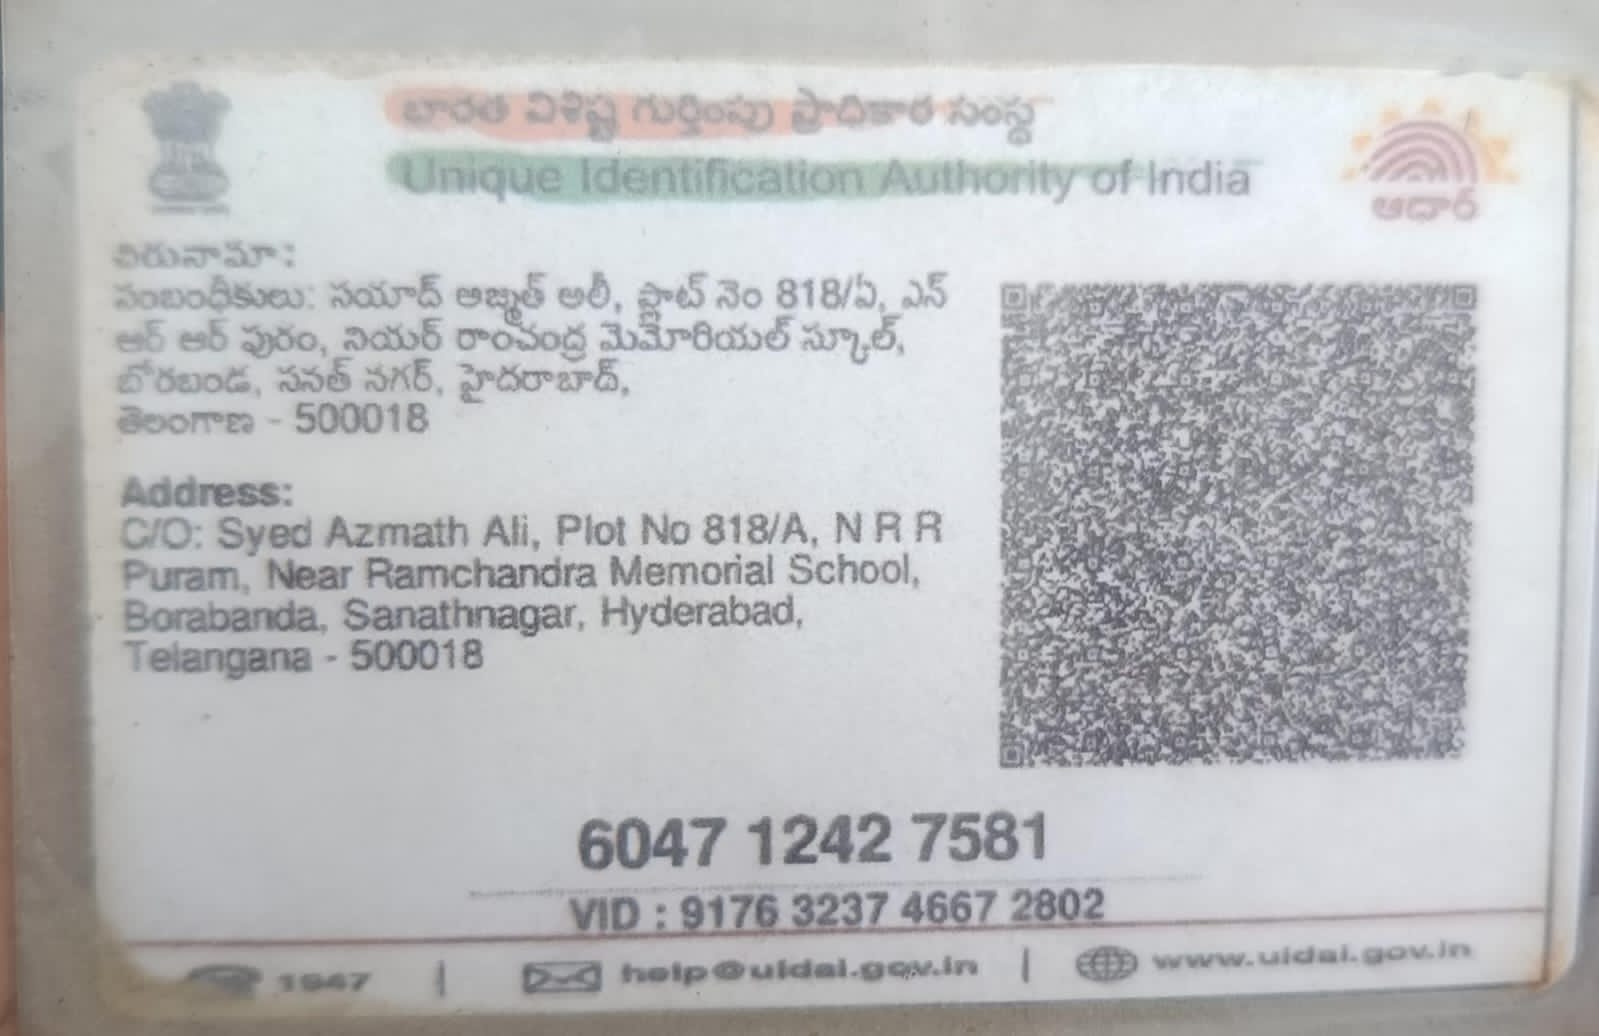 భారత విశిష్ట గుర్తింపు ప్రాధికార సంస్థ
Unique Identification Authority of India
ఆధార్
చిరునామా:
సంబంధీకులు: సయాద్ అజ్మత్ అలీ, ప్లాట్ నెం 818/ఏ, ఎన్
ఆర్ ఆర్ పురం, నియర్ రాంచంద్ర మెమోరియల్ స్కూల్,
బోరబండ, సనత్ నగర్, హైదరాబాద్,
తెలంగాణ - 500018
Address:
C/O: Syed Azmath Ali, Plot No 818/A, N R R
Puram, Near Ramchandra Memorial School,
Borabanda, Sanathnagar, Hyderabad,
Telangana - 500018
6047 1242 7581
VID : 9176 3237 4667 2802
1947 | help@uidai.gov.in | www.uidai.gov.in